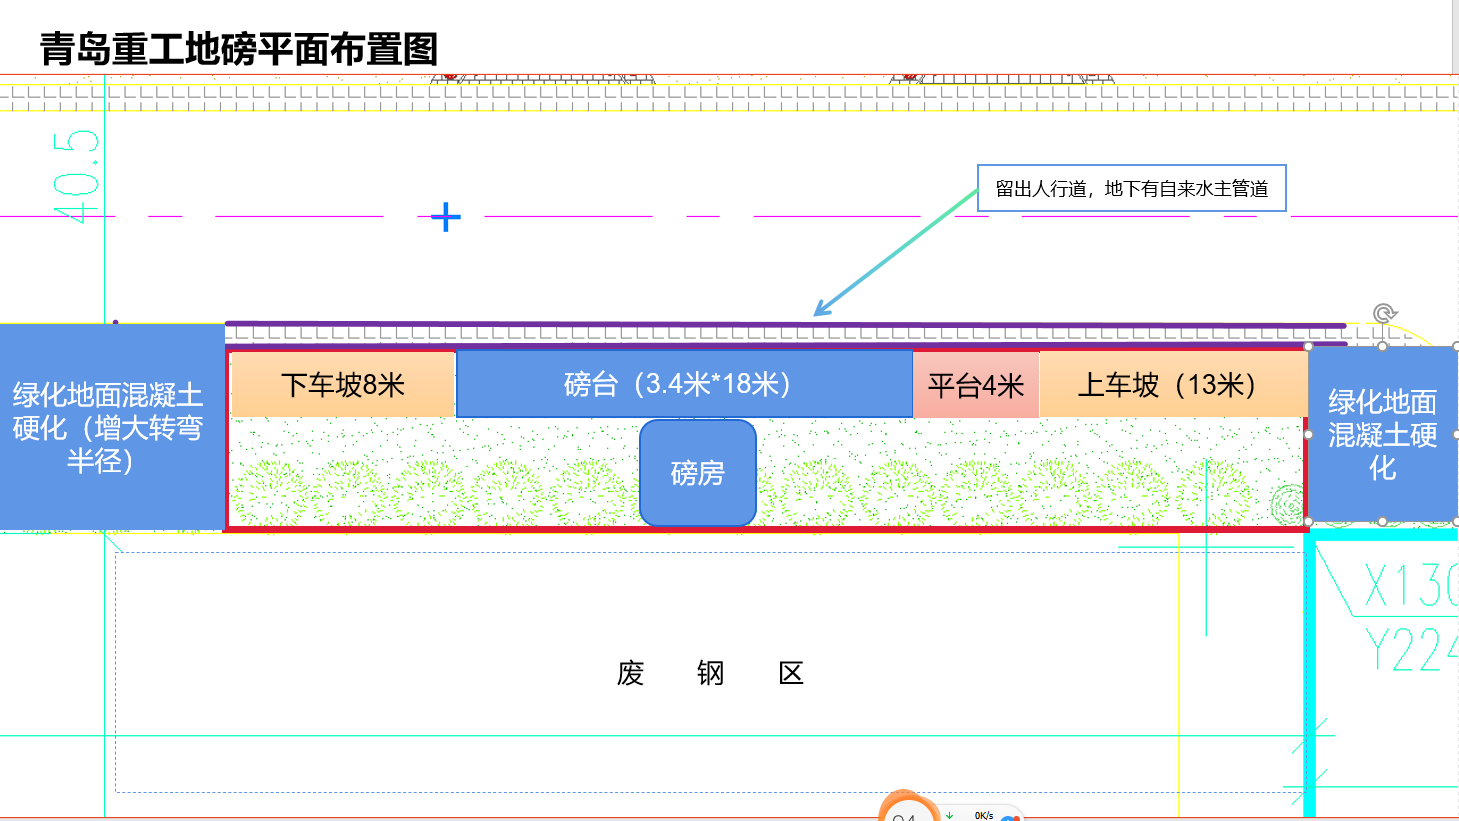 青岛重工地磅平面布置图
40.5
留出人行道，地下有自来水主管道
下车坡8米
磅台（3.4米*18米）
平台4米
上车坡（13米）
绿化地面混凝土
硬化（增大转弯
半径）
绿化地面
混凝土硬
化
磅房
X130
Y224
废 钢 区
0K/s